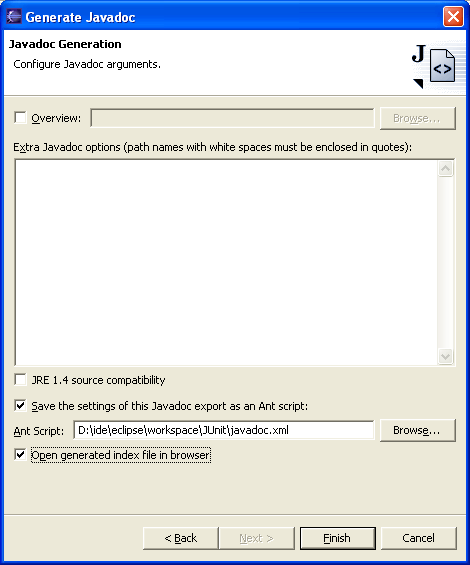 Generate Javadoc
Javadoc Generation
Configure Javadoc arguments.
J
<>
Overview:
Browse...
Extra Javadoc options (path names with white spaces must be enclosed in quotes):
JRE 1.4 source compatibility
Save the settings of this Javadoc export as an Ant script:
Ant Script: D:\ide\eclipse\workspace\JUnit\javadoc.xml Browse...
Open generated index file in browser
< Back Next > Finish Cancel